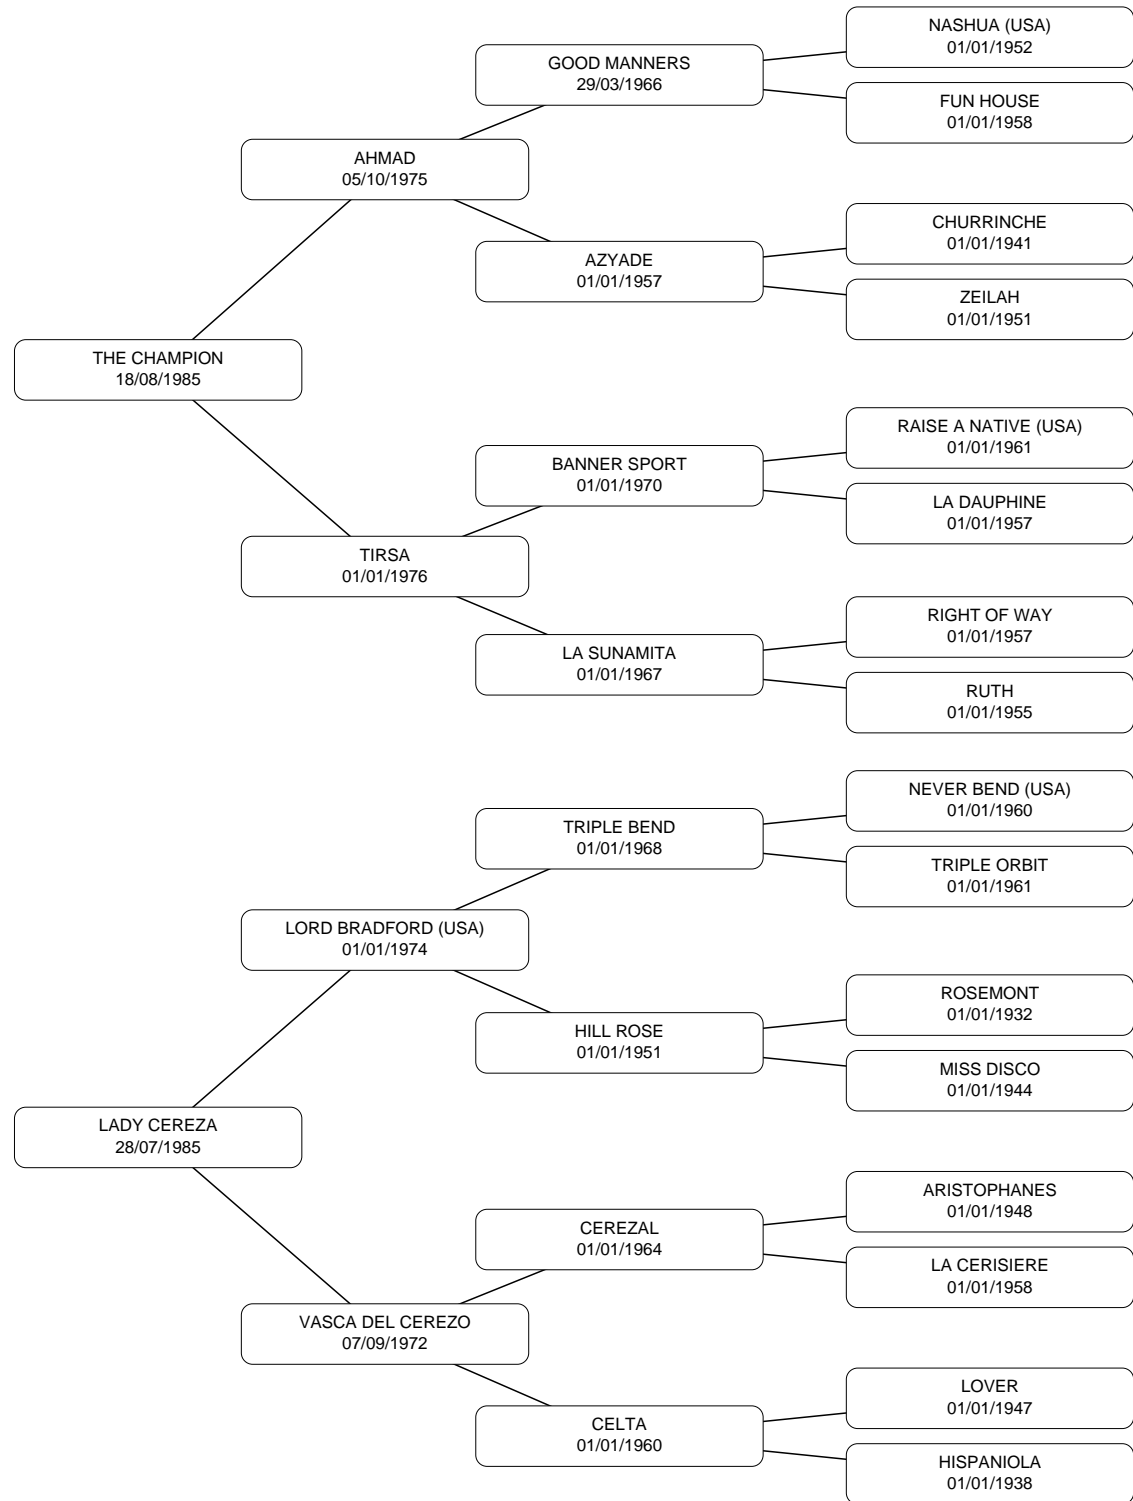 NASHUA (USA)
01/01/1952
GOOD MANNERS
29/03/1966
FUN HOUSE
01/01/1958
AHMAD
05/10/1975
CHURRINCHE
01/01/1941
AZYADE
01/01/1957
ZEILAH
01/01/1951
THE CHAMPION
18/08/1985
RAISE A NATIVE (USA)
01/01/1961
BANNER SPORT
01/01/1970
LA DAUPHINE
01/01/1957
TIRSA
01/01/1976
RIGHT OF WAY
01/01/1957
LA SUNAMITA
01/01/1967
RUTH
01/01/1955
NEVER BEND (USA)
01/01/1960
TRIPLE BEND
01/01/1968
TRIPLE ORBIT
01/01/1961
LORD BRADFORD (USA)
01/01/1974
ROSEMONT
01/01/1932
HILL ROSE
01/01/1951
MISS DISCO
01/01/1944
LADY CEREZA
28/07/1985
ARISTOPHANES
01/01/1948
CEREZAL
01/01/1964
LA CERISIERE
01/01/1958
VASCA DEL CEREZO
07/09/1972
LOVER
01/01/1947
CELTA
01/01/1960
HISPANIOLA
01/01/1938